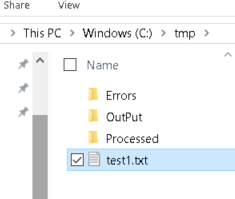 Share View
This PC > Windows (C:) > tmp >
Name
Errors
OutPut
Processed
test1.txt